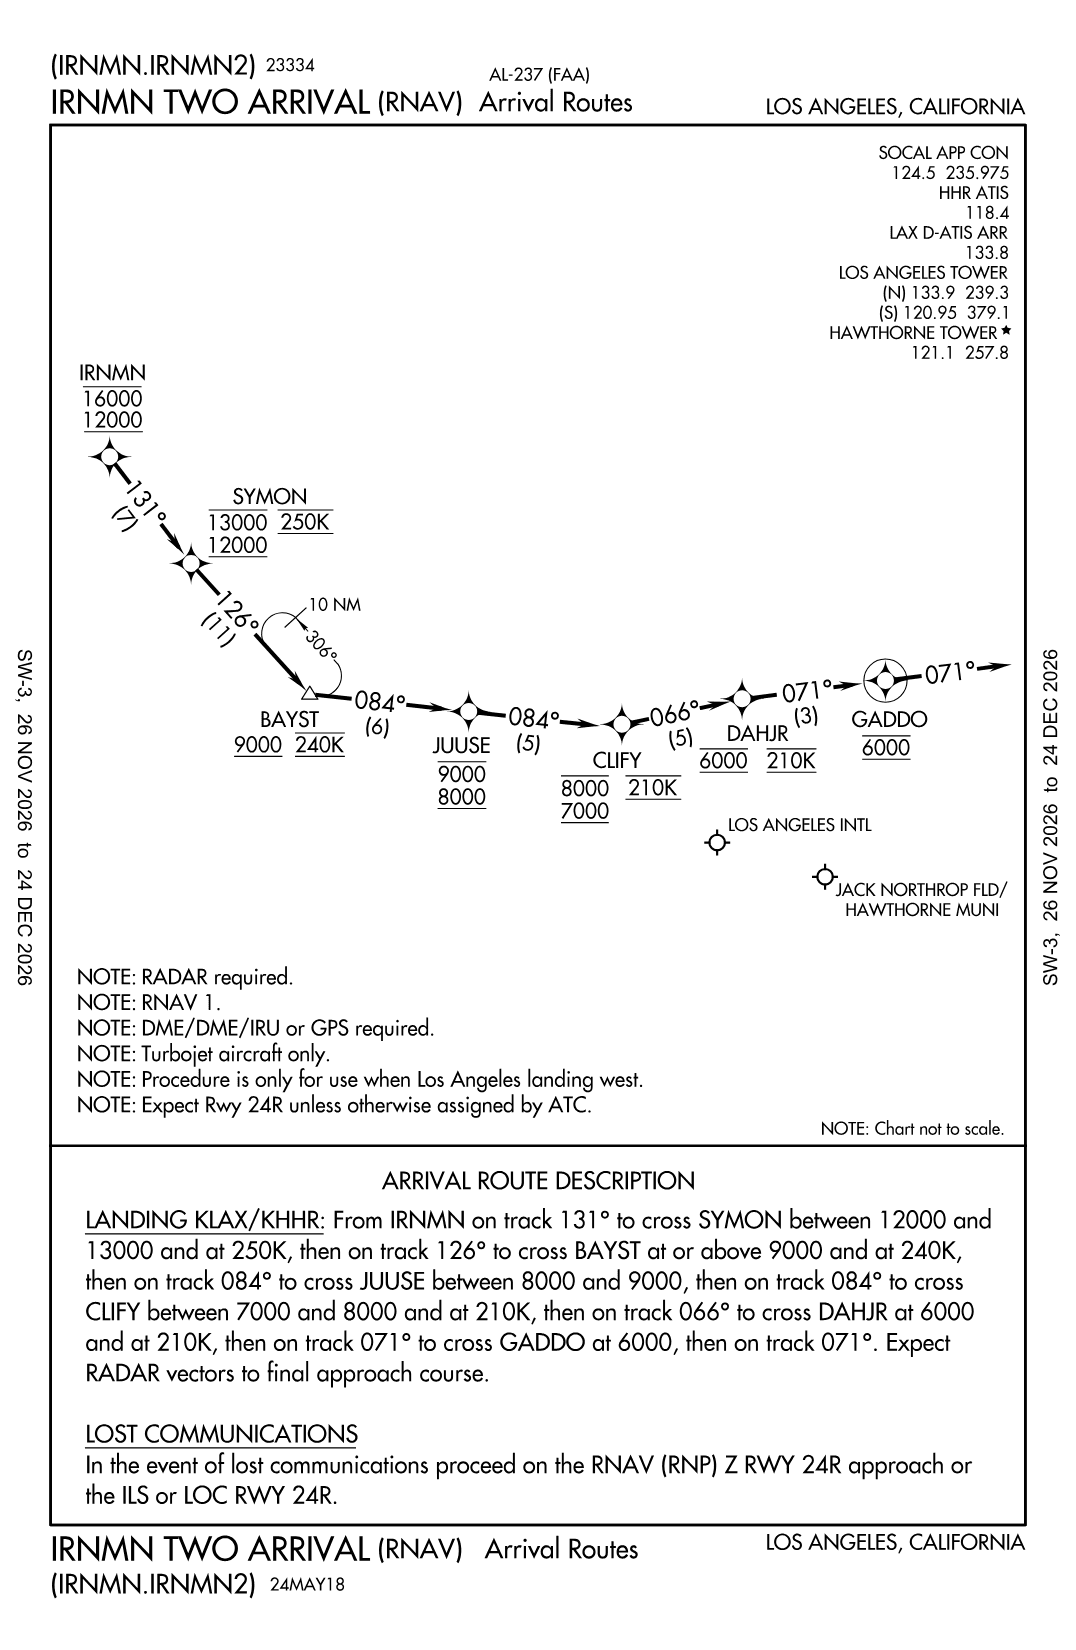 (IRNMN.IRNMN2) 23334
AL-237 (FAA)
IRNMN TWO ARRIVAL (RNAV) Arrival Routes
LOS ANGELES, CALIFORNIA
SOCAL APP CON
124.5 235.975
HHR ATIS
118.4
LAX D-ATIS ARR
133.8
LOS ANGELES TOWER
(N) 133.9 239.3
(S) 120.95 379.1
HAWTHORNE TOWER ★
121.1 257.8
IRNMN
16000
12000
131°
(7)
SYMON
13000 250K
12000
126°
(11)
10 NM
306°
BAYST
9000 240K
084°
(6)
JUUSE
9000
8000
084°
(5)
CLIFY
8000 210K
7000
066°
(5)
DAHJR
6000 210K
071°
(3)
GADDO
6000
071°
LOS ANGELES INTL
JACK NORTHROP FLD/
HAWTHORNE MUNI
SW-3, 26 NOV 2026 to 24 DEC 2026
SW-3, 26 NOV 2026 to 24 DEC 2026
NOTE: RADAR required.
NOTE: RNAV 1.
NOTE: DME/DME/IRU or GPS required.
NOTE: Turbojet aircraft only.
NOTE: Procedure is only for use when Los Angeles landing west.
NOTE: Expect Rwy 24R unless otherwise assigned by ATC.
NOTE: Chart not to scale.
ARRIVAL ROUTE DESCRIPTION
LANDING KLAX/KHHR: From IRNMN on track 131° to cross SYMON between 12000 and
13000 and at 250K, then on track 126° to cross BAYST at or above 9000 and at 240K,
then on track 084° to cross JUUSE between 8000 and 9000, then on track 084° to cross
CLIFY between 7000 and 8000 and at 210K, then on track 066° to cross DAHJR at 6000
and at 210K, then on track 071° to cross GADDO at 6000, then on track 071°. Expect
RADAR vectors to final approach course.
LOST COMMUNICATIONS
In the event of lost communications proceed on the RNAV (RNP) Z RWY 24R approach or
the ILS or LOC RWY 24R.
IRNMN TWO ARRIVAL (RNAV) Arrival Routes
LOS ANGELES, CALIFORNIA
(IRNMN.IRNMN2) 24MAY18